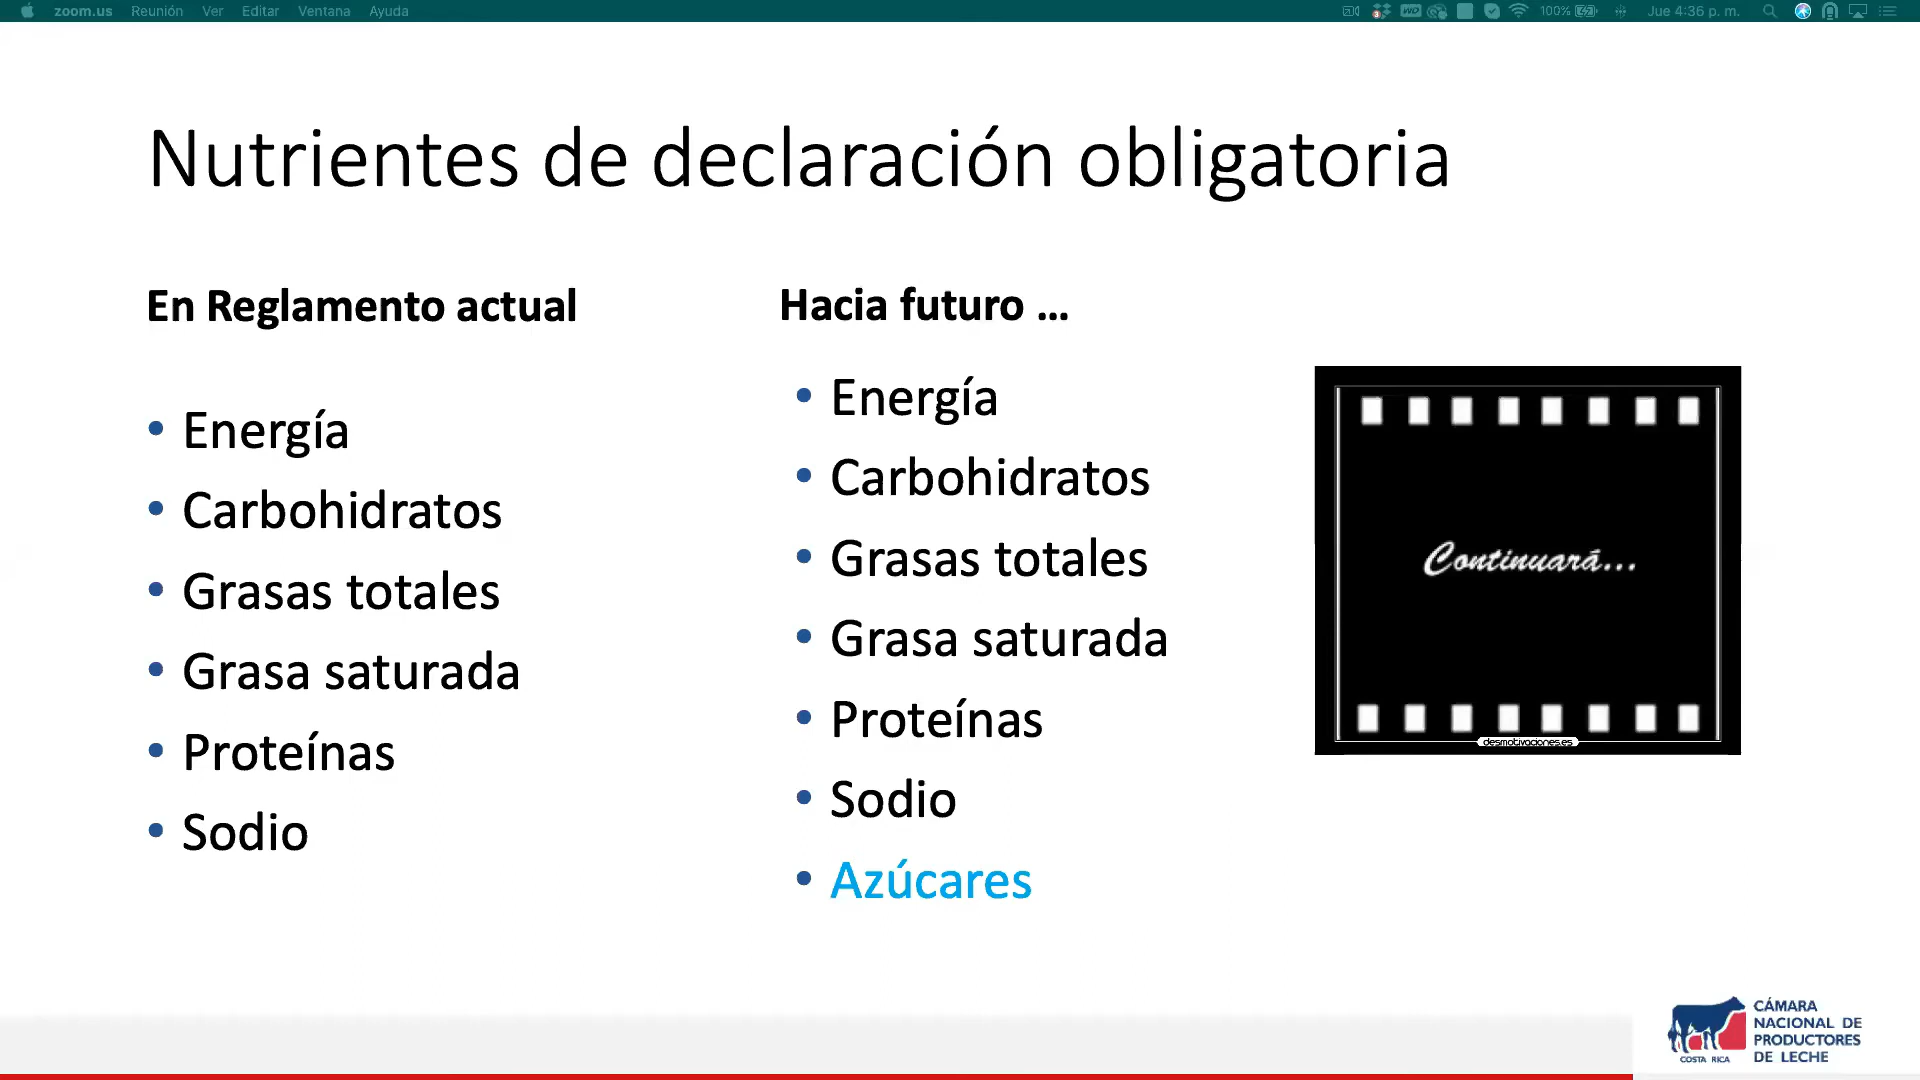 zoom.us Reunión Ver Editar Ventana Ayuda
100% Jue 4:36 p. m.
Nutrientes de declaración obligatoria
En Reglamento actual
• Energía
• Carbohidratos
• Grasas totales
• Grasa saturada
• Proteínas
• Sodio
Hacia futuro ...
• Energía
• Carbohidratos
• Grasas totales
• Grasa saturada
• Proteínas
• Sodio
• Azúcares
Continuará...
desmotivaciones.es
CÁMARA
NACIONAL DE
PRODUCTORES
DE LECHE
COSTA RICA